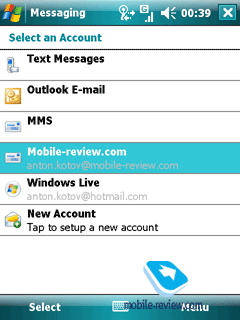 Messaging 00:39
Select an Account
Text Messages
Outlook E-mail
MMS
Mobile-review.com
anton.kotov@mobile-review.com
Windows Live
anton.kotov@hotmail.com
New Account
Tap to setup a new account
mobile-review.com
Select Menu